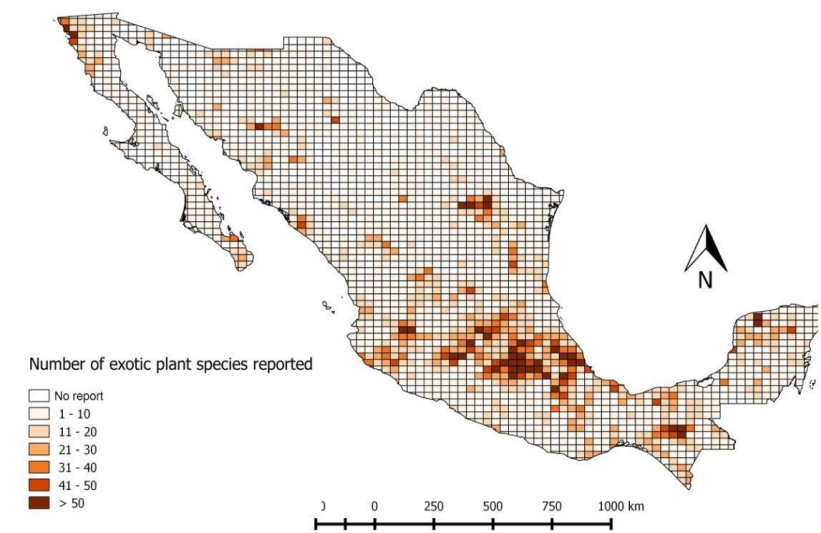 N
Number of exotic plant species reported
No report
1 - 10
11 - 20
21 - 30
31 - 40
41 - 50
> 50
0 250 500 750 1000 km